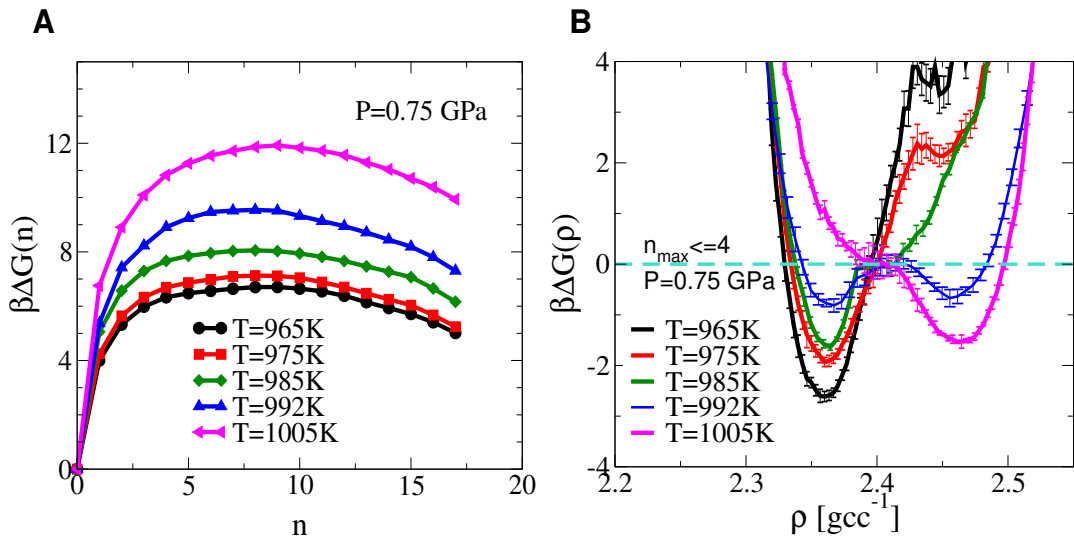 A
P=0.75 GPa
βΔG(n)
12
8
4
0
T=965K
T=975K
T=985K
T=992K
T=1005K
0
5
10
15
20
n
B
βΔG(ρ)
4
2
0
-2
-4
n_max<=4
P=0.75 GPa
T=965K
T=975K
T=985K
T=992K
T=1005K
2.2
2.3
2.4
2.5
ρ [gcc⁻¹]